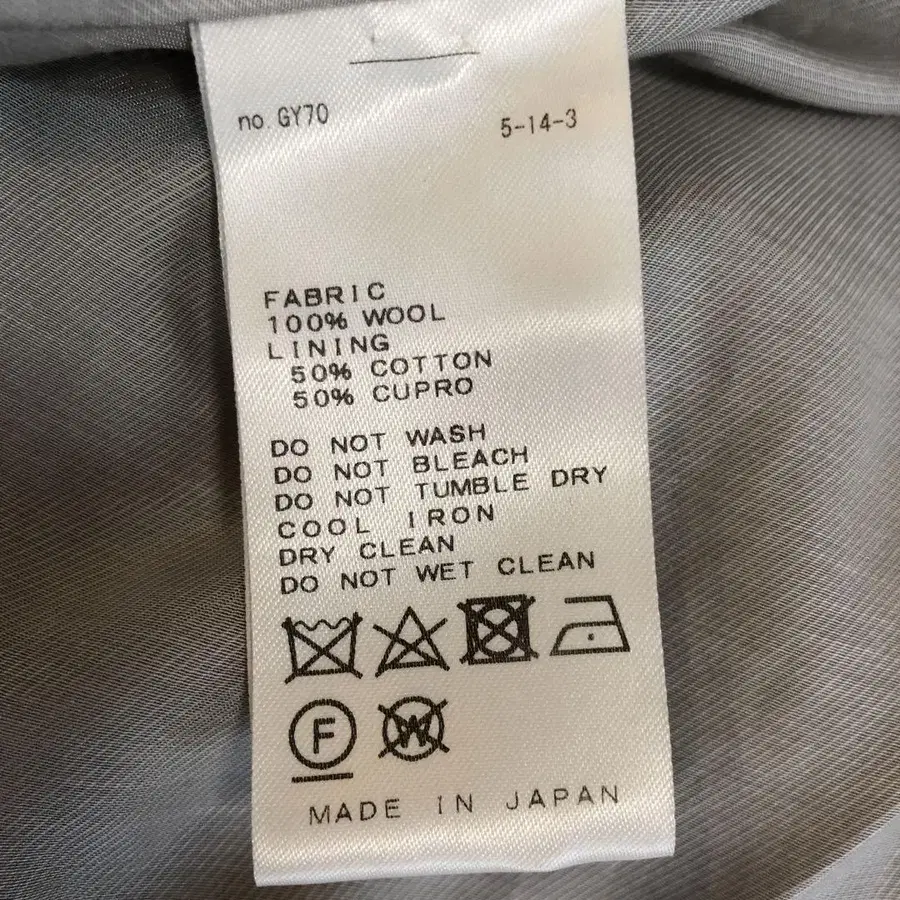 no. GY70 5-14-3
FABRIC
100% WOOL
LINING
50% COTTON
50% CUPRO
DO NOT WASH
DO NOT BLEACH
DO NOT TUMBLE DRY
COOL IRON
DRY CLEAN
DO NOT WET CLEAN
F W
MADE IN JAPAN